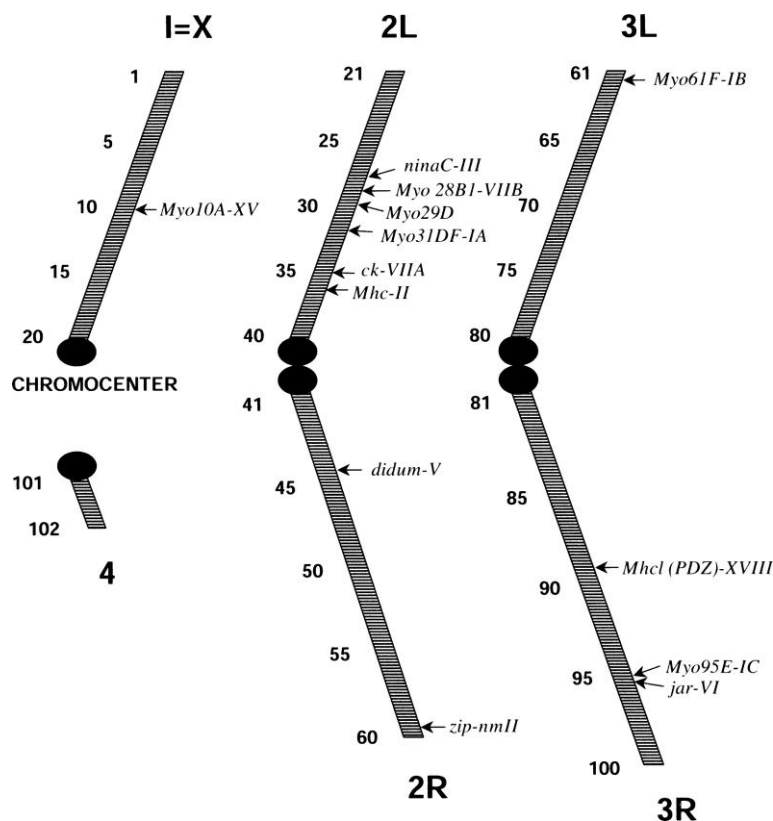 I=X
1
5
10
Myo10A-XV
15
20
CHROMOCENTER
101
102
4
2L
21
25
ninaC-III
Myo 28B1-VIIB
30
Myo29D
Myo31DF-IA
35
ck-VIIA
Mhc-II
40
41
didum-V
45
50
55
zip-nmII
60
2R
3L
61
Myo61F-IB
65
70
75
80
81
85
Mhcl (PDZ)-XVIII
90
Myo95E-IC
95
jar-VI
100
3R